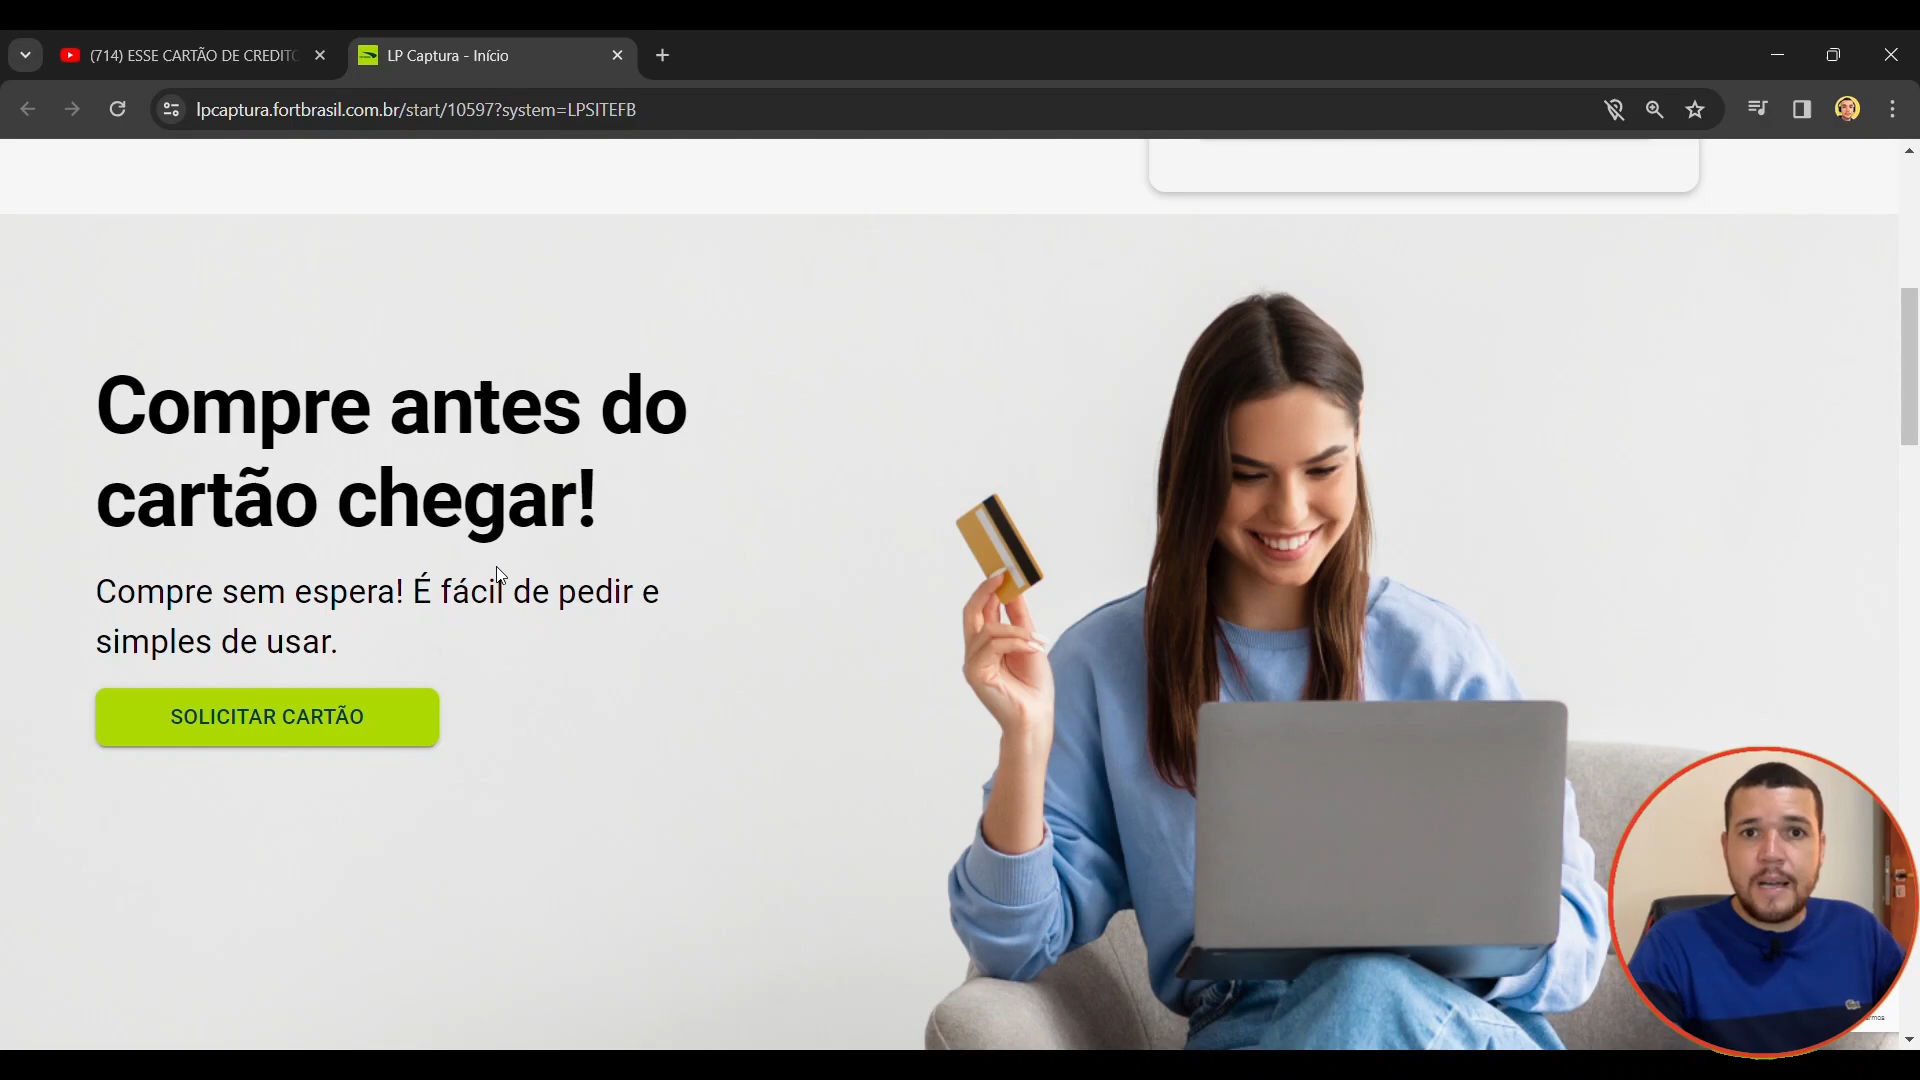 (714) ESSE CARTÃO DE CREDITO
LP Captura - Início
lpcaptura.fortbrasil.com.br/start/10597?system=LPSITEFB
Compre antes do
cartão chegar!
Compre sem espera! É fácil de pedir e
simples de usar.
SOLICITAR CARTÃO